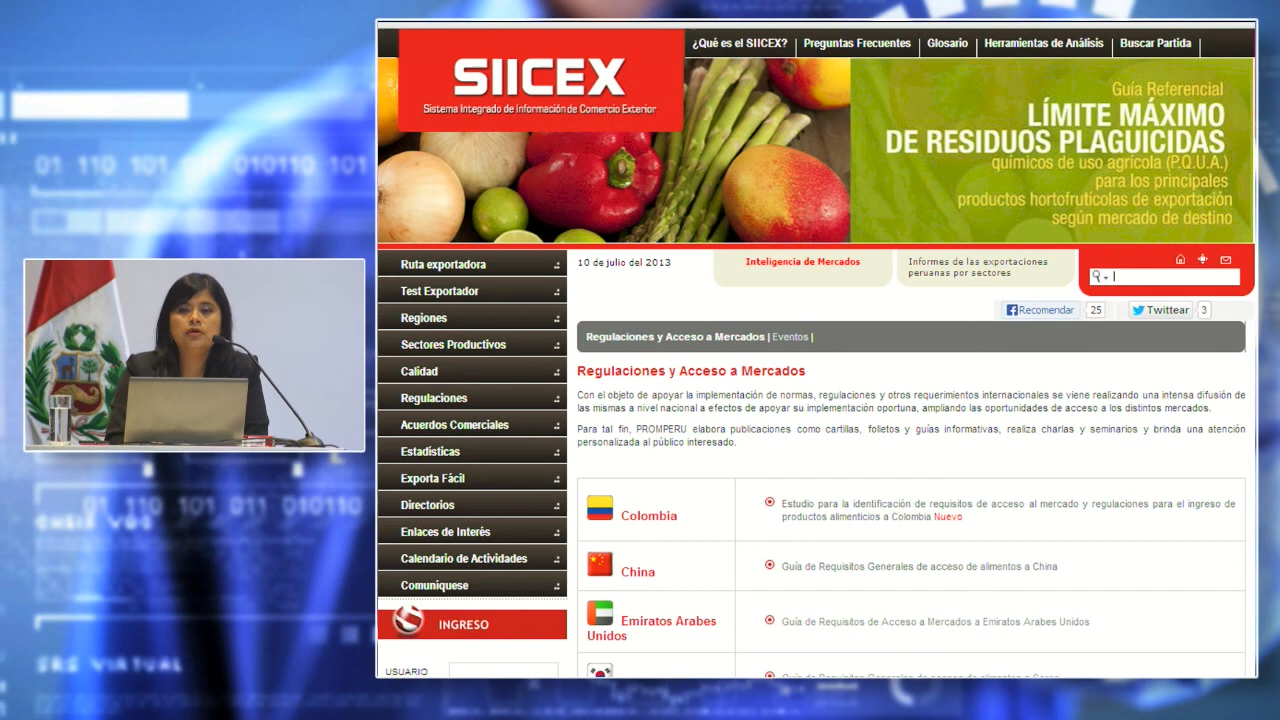 ¿Qué es el SIICEX? | Preguntas Frecuentes | Glosario | Herramientas de Análisis | Buscar Partida |
SIICEX
Sistema Integrado de Información de Comercio Exterior
Guía Referencial
LÍMITE MÁXIMO
DE RESIDUOS PLAGUICIDAS
químicos de uso agrícola (P.Q.U.A.)
para los principales
productos hortofrutícolas de exportación
según mercado de destino
01 110 101 011 010110 101
Ruta exportadora
Test Exportador
Regiones
Sectores Productivos
Calidad
Regulaciones
Acuerdos Comerciales
Estadísticas
Exporta Fácil
Directorios
Enlaces de Interés
Calendario de Actividades
Comuniquese
INGRESO
USUARIO
10 de julio del 2013
Inteligencia de Mercados
Informes de las exportaciones
peruanas por sectores
Recomendar 25
Twittear 3
Regulaciones y Acceso a Mercados | Eventos |
Regulaciones y Acceso a Mercados
Con el objeto de apoyar la implementación de normas, regulaciones y otros requerimientos internacionales se viene realizando una intensa difusión de
las mismas a nivel nacional a efectos de apoyar su implementación oportuna, ampliando las oportunidades de acceso a los distintos mercados.
Para tal fin, PROMPERU elabora publicaciones como cartillas, folletos y guías informativas, realiza charlas y seminarios y brinda una atención
personalizada al público interesado.
Colombia
Estudio para la identificación de requisitos de acceso al mercado y regulaciones para el ingreso de
productos alimenticios a Colombia Nuevo
China
Guía de Requisitos Generales de acceso de alimentos a China
Emiratos Arabes
Unidos
Guía de Requisitos de Acceso a Mercados a Emiratos Arabes Unidos
110 101 011 010110